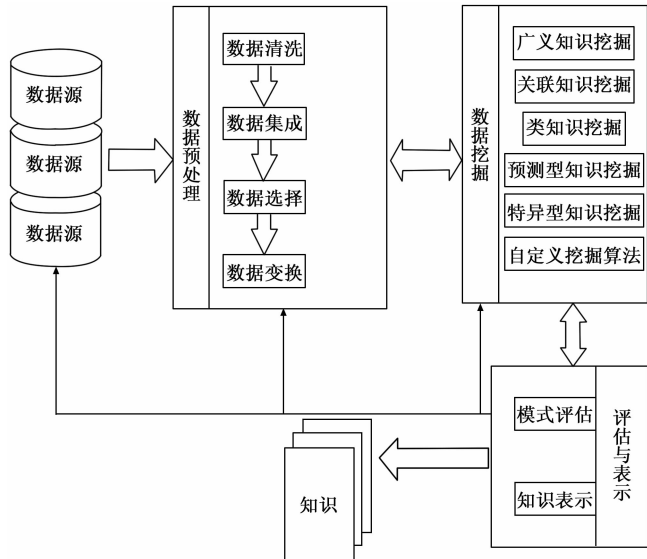 数据源
数据源
数据源
数据预处理
数据清洗
数据集成
数据选择
数据变换
数据挖掘
广义知识挖掘
关联知识挖掘
类知识挖掘
预测型知识挖掘
特异型知识挖掘
自定义挖掘算法
模式评估
知识表示
评估与表示
知识